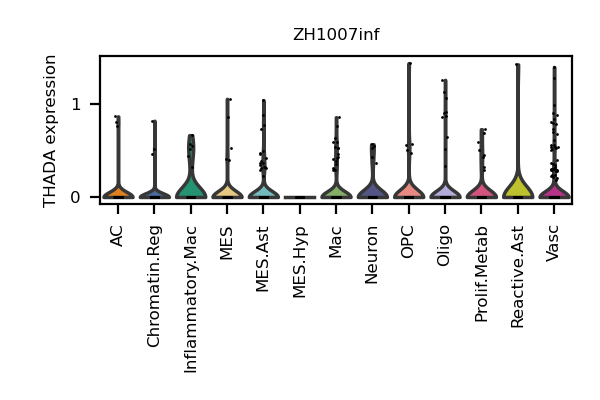 ZH1007inf
THADA expression
1
0
AC
Chromatin.Reg
Inflammatory.Mac
MES
MES.Ast
MES.Hyp
Mac
Neuron
OPC
Oligo
Prolif.Metab
Reactive.Ast
Vasc